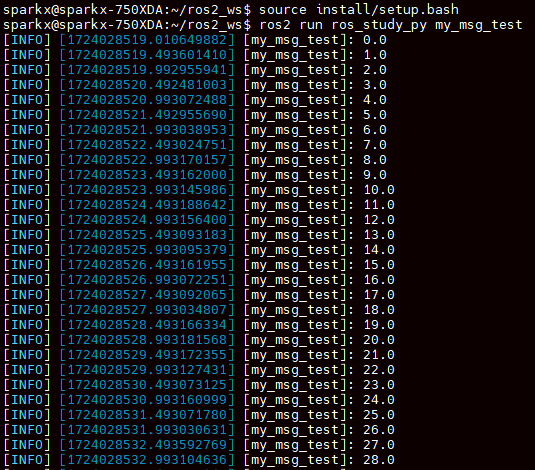 sparkx@sparkx-750XDA:~/ros2_ws$ source install/setup.bash
sparkx@sparkx-750XDA:~/ros2_ws$ ros2 run ros_study_py my_msg_test
[INFO] [1724028519.010649882] [my_msg_test]: 0.0
[INFO] [1724028519.493601410] [my_msg_test]: 1.0
[INFO] [1724028519.992955941] [my_msg_test]: 2.0
[INFO] [1724028520.492481003] [my_msg_test]: 3.0
[INFO] [1724028520.993072488] [my_msg_test]: 4.0
[INFO] [1724028521.492955690] [my_msg_test]: 5.0
[INFO] [1724028521.993038953] [my_msg_test]: 6.0
[INFO] [1724028522.493024751] [my_msg_test]: 7.0
[INFO] [1724028522.993170157] [my_msg_test]: 8.0
[INFO] [1724028523.493162000] [my_msg_test]: 9.0
[INFO] [1724028523.993145986] [my_msg_test]: 10.0
[INFO] [1724028524.493188642] [my_msg_test]: 11.0
[INFO] [1724028524.993156400] [my_msg_test]: 12.0
[INFO] [1724028525.493093183] [my_msg_test]: 13.0
[INFO] [1724028525.993095379] [my_msg_test]: 14.0
[INFO] [1724028526.493161955] [my_msg_test]: 15.0
[INFO] [1724028526.993072251] [my_msg_test]: 16.0
[INFO] [1724028527.493092065] [my_msg_test]: 17.0
[INFO] [1724028527.993034807] [my_msg_test]: 18.0
[INFO] [1724028528.493166334] [my_msg_test]: 19.0
[INFO] [1724028528.993181568] [my_msg_test]: 20.0
[INFO] [1724028529.493172355] [my_msg_test]: 21.0
[INFO] [1724028529.993127431] [my_msg_test]: 22.0
[INFO] [1724028530.493073125] [my_msg_test]: 23.0
[INFO] [1724028530.993160999] [my_msg_test]: 24.0
[INFO] [1724028531.493071780] [my_msg_test]: 25.0
[INFO] [1724028531.993030631] [my_msg_test]: 26.0
[INFO] [1724028532.493592769] [my_msg_test]: 27.0
[INFO] [1724028532.993104636] [my_msg_test]: 28.0